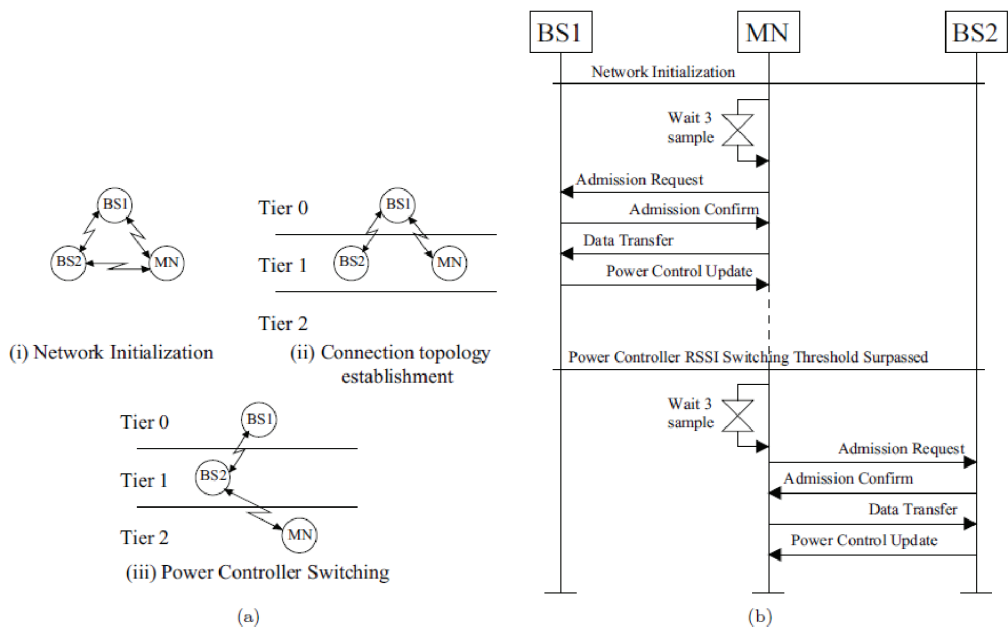 BS1
BS2
MN
(i) Network Initialization
Tier 0
Tier 1
Tier 2
BS1
BS2
MN
(ii) Connection topology
establishment
Tier 0
Tier 1
Tier 2
BS1
BS2
MN
(iii) Power Controller Switching
(a)
BS1
MN
BS2
Network Initialization
Wait 3
sample
Admission Request
Admission Confirm
Data Transfer
Power Control Update
Power Controller RSSI Switching Threshold Surpassed
Wait 3
sample
Admission Request
Admission Confirm
Data Transfer
Power Control Update
(b)